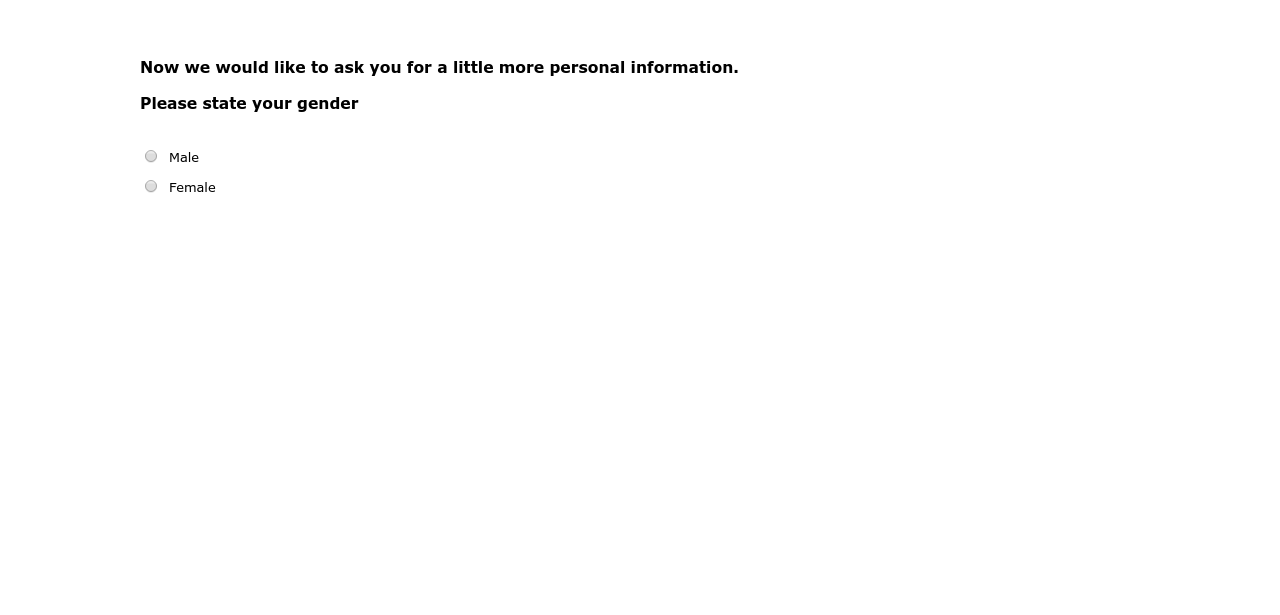 Now we would like to ask you for a little more personal information.
Please state your gender
Male
Female